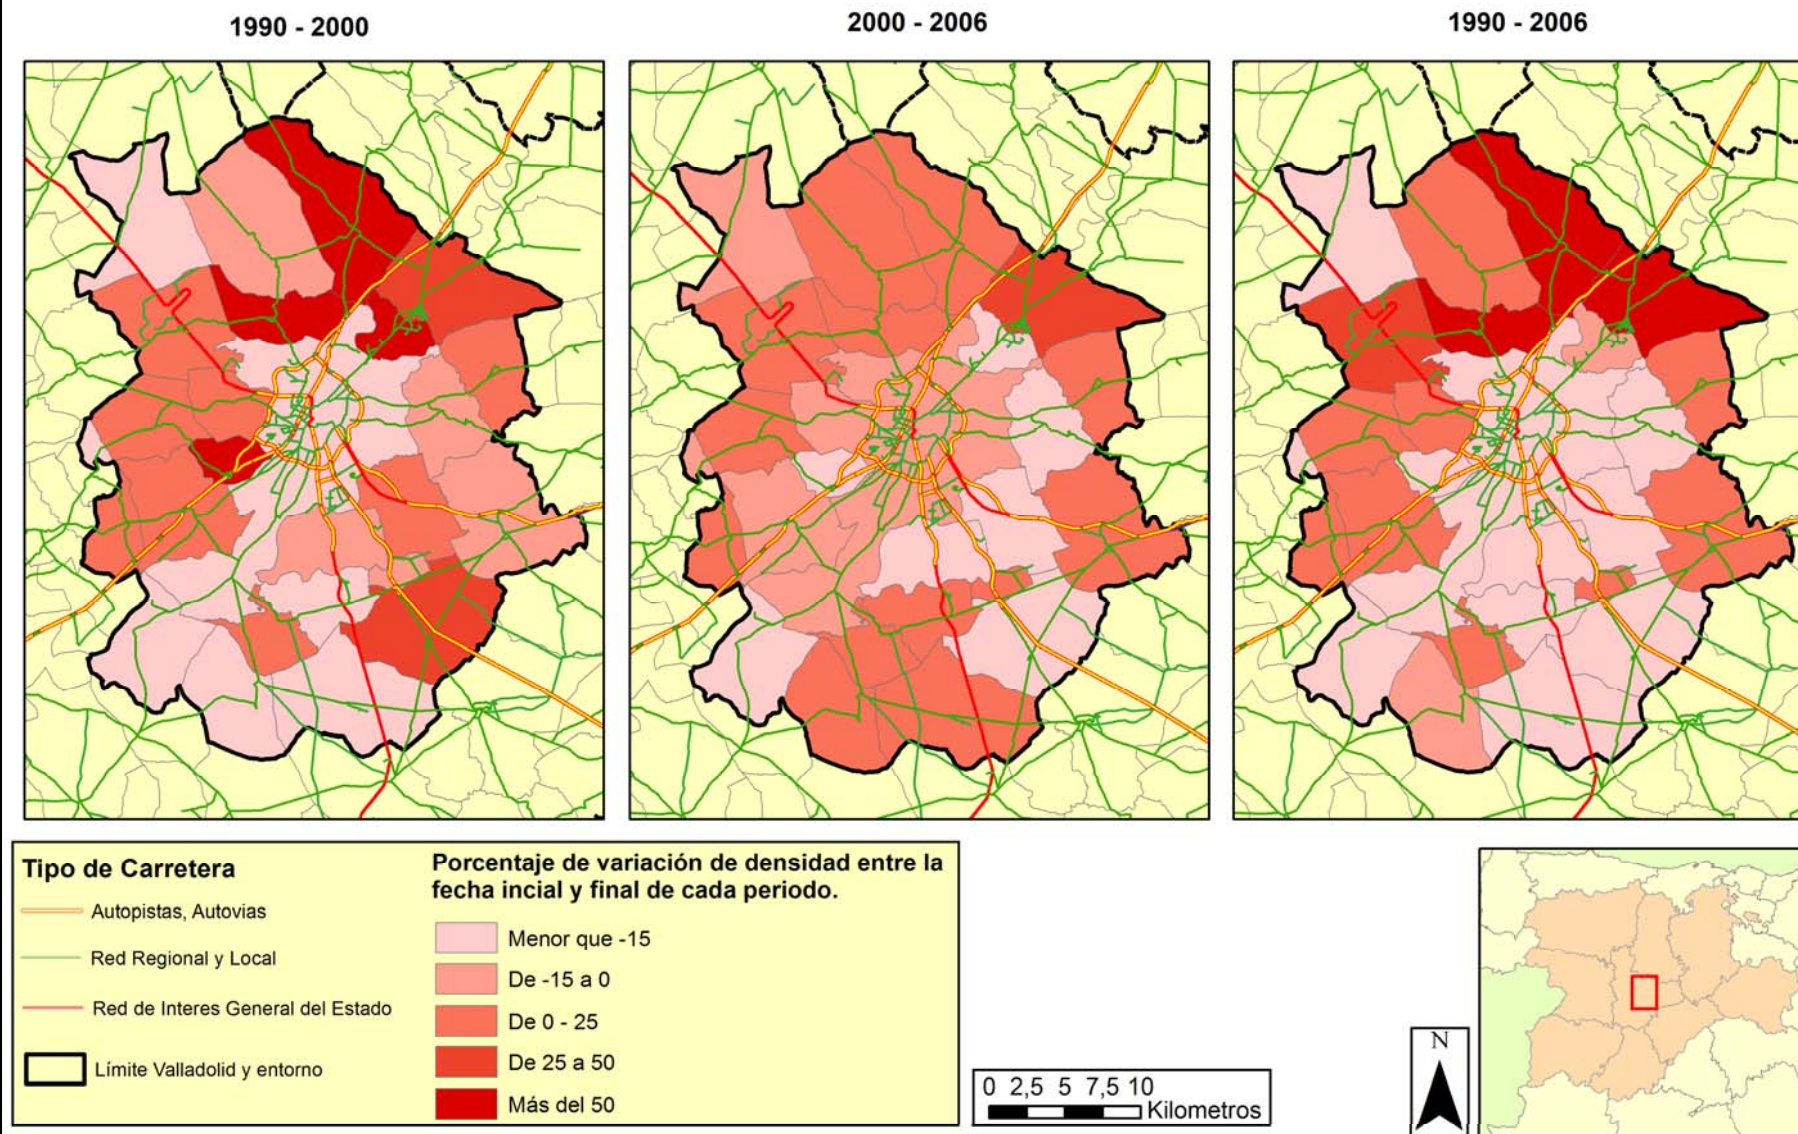 1990 - 2000
2000 - 2006
1990 - 2006
Tipo de Carretera
Autopistas, Autovias
Red Regional y Local
Red de Interes General del Estado
Límite Valladolid y entorno
Porcentaje de variación de densidad entre la
fecha incial y final de cada periodo.
Menor que -15
De -15 a 0
De 0 - 25
De 25 a 50
Más del 50
0 2,5 5 7,5 10
Kilometros
N